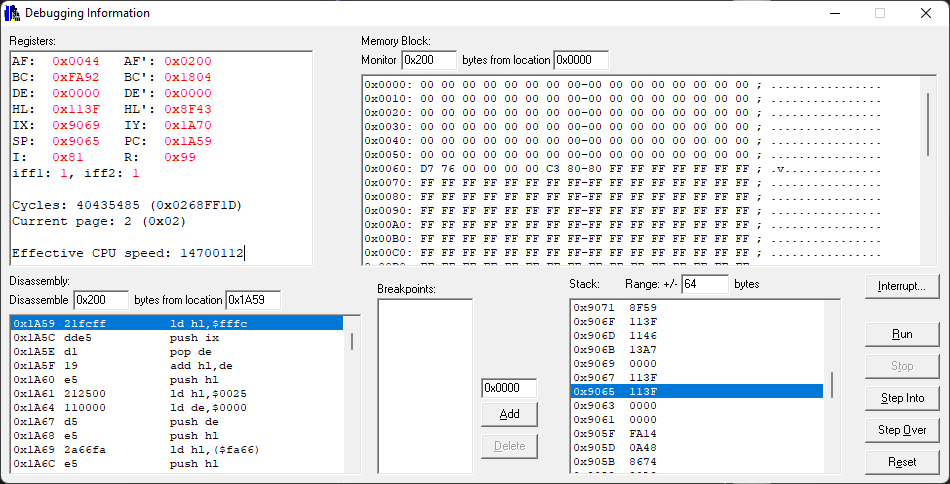 Debugging Information
Registers:
AF: 0x0044 AF': 0x0200
BC: 0xFA92 BC': 0x1804
DE: 0x0000 DE': 0x0000
HL: 0x113F HL': 0x8F43
IX: 0x9069 IY: 0x1A70
SP: 0x9065 PC: 0x1A59
I: 0x81 R: 0x99
iff1: 1, iff2: 1
Cycles: 40435485 (0x0268FF1D)
Current page: 2 (0x02)
Effective CPU speed: 14700112
Memory Block:
Monitor 0x200 bytes from location 0x0000
0x0000: 00 00 00 00 00 00 00 00-00 00 00 00 00 00 00 00 ; ................
0x0010: 00 00 00 00 00 00 00 00-00 00 00 00 00 00 00 00 ; ................
0x0020: 00 00 00 00 00 00 00 00-00 00 00 00 00 00 00 00 ; ................
0x0030: 00 00 00 00 00 00 00 00-00 00 00 00 00 00 00 00 ; ................
0x0040: 00 00 00 00 00 00 00 00-00 00 00 00 00 00 00 00 ; ................
0x0050: 00 00 00 00 00 00 00 00-00 00 00 00 00 00 00 00 ; ................
0x0060: D7 76 00 00 00 00 C3 80-80 FF FF FF FF FF FF FF ; .v..............
0x0070: FF FF FF FF FF FF FF FF-FF FF FF FF FF FF FF FF ; ................
0x0080: FF FF FF FF FF FF FF FF-FF FF FF FF FF FF FF FF ; ................
0x0090: FF FF FF FF FF FF FF FF-FF FF FF FF FF FF FF FF ; ................
0x00A0: FF FF FF FF FF FF FF FF-FF FF FF FF FF FF FF FF ; ................
0x00B0: FF FF FF FF FF FF FF FF-FF FF FF FF FF FF FF FF ; ................
0x00C0: FF FF FF FF FF FF FF FF-FF FF FF FF FF FF FF FF ; ................
Disassembly:
Disassemble 0x200 bytes from location 0x1A59
0x1A59 21fcff ld hl,$fffc
0x1A5C dde5 push ix
0x1A5E d1 pop de
0x1A5F 19 add hl,de
0x1A60 e5 push hl
0x1A61 212500 ld hl,$0025
0x1A64 110000 ld de,$0000
0x1A67 d5 push de
0x1A68 e5 push hl
0x1A69 2a66fa ld hl,($fa66)
0x1A6C e5 push hl
Breakpoints:
0x0000
Add
Delete
Stack: Range: +/- 64 bytes
0x9071 8F59
0x906F 113F
0x906D 1146
0x906B 13A7
0x9069 0000
0x9067 113F
0x9065 113F
0x9063 0000
0x9061 0000
0x905F FA14
0x905D 0A48
0x905B 8674
Interrupt...
Run
Stop
Step Into
Step Over
Reset